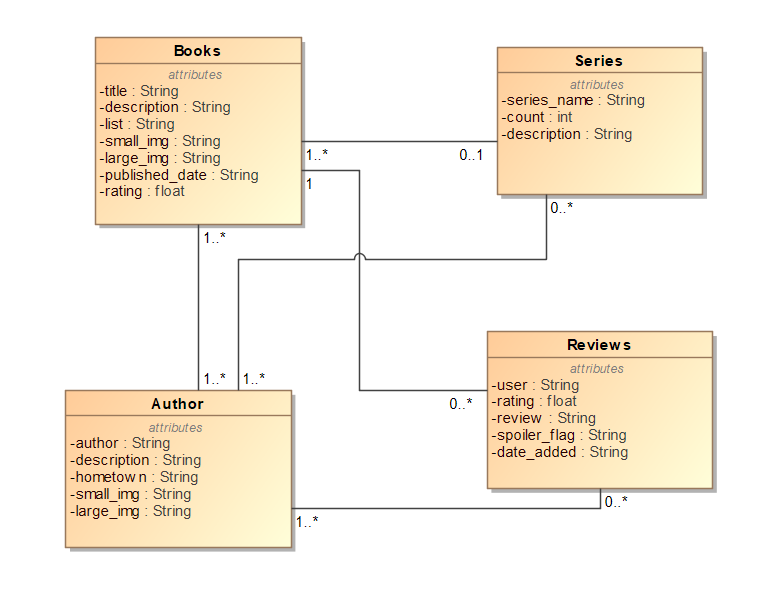 Books
attributes
-title : String
-description : String
-list : String
-small_img : String
-large_img : String
-published_date : String
-rating : float
Series
attributes
-series_name : String
-count : int
-description : String
1..*
0..1
1
0..*
1..*
1..*
1..*
Reviews
attributes
-user : String
-rating : float
-review : String
-spoiler_flag : String
-date_added : String
0..*
Author
attributes
-author : String
-description : String
-hometown : String
-small_img : String
-large_img : String
0..*
1..*